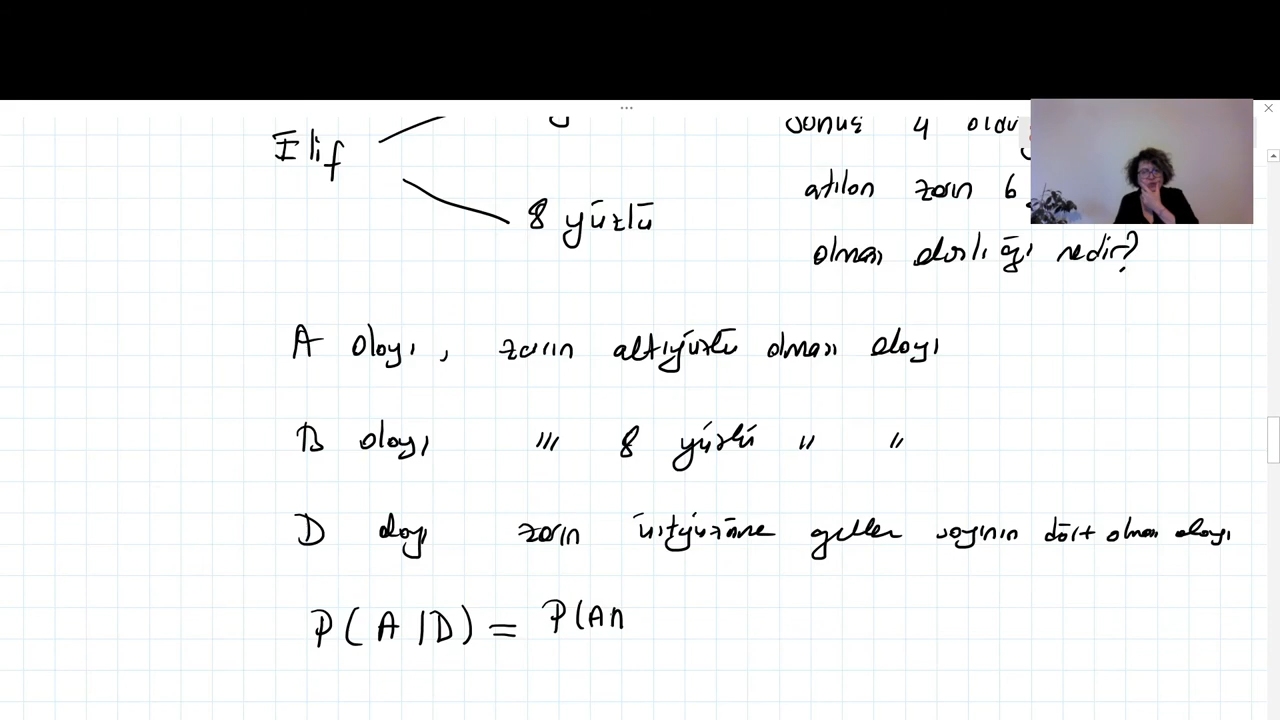 Elif
8 yüzlü
sonuç 4 oldu
atılan zarın 6
olması olasılığı nedir?
A olayı, zarın altıyüzlü olması olayı
B olayı ''' 8 yüzlü '' ''
D olayı zarın üstyüzüne gelen sayının dört olması olayı
P(A|D) = P(A∩